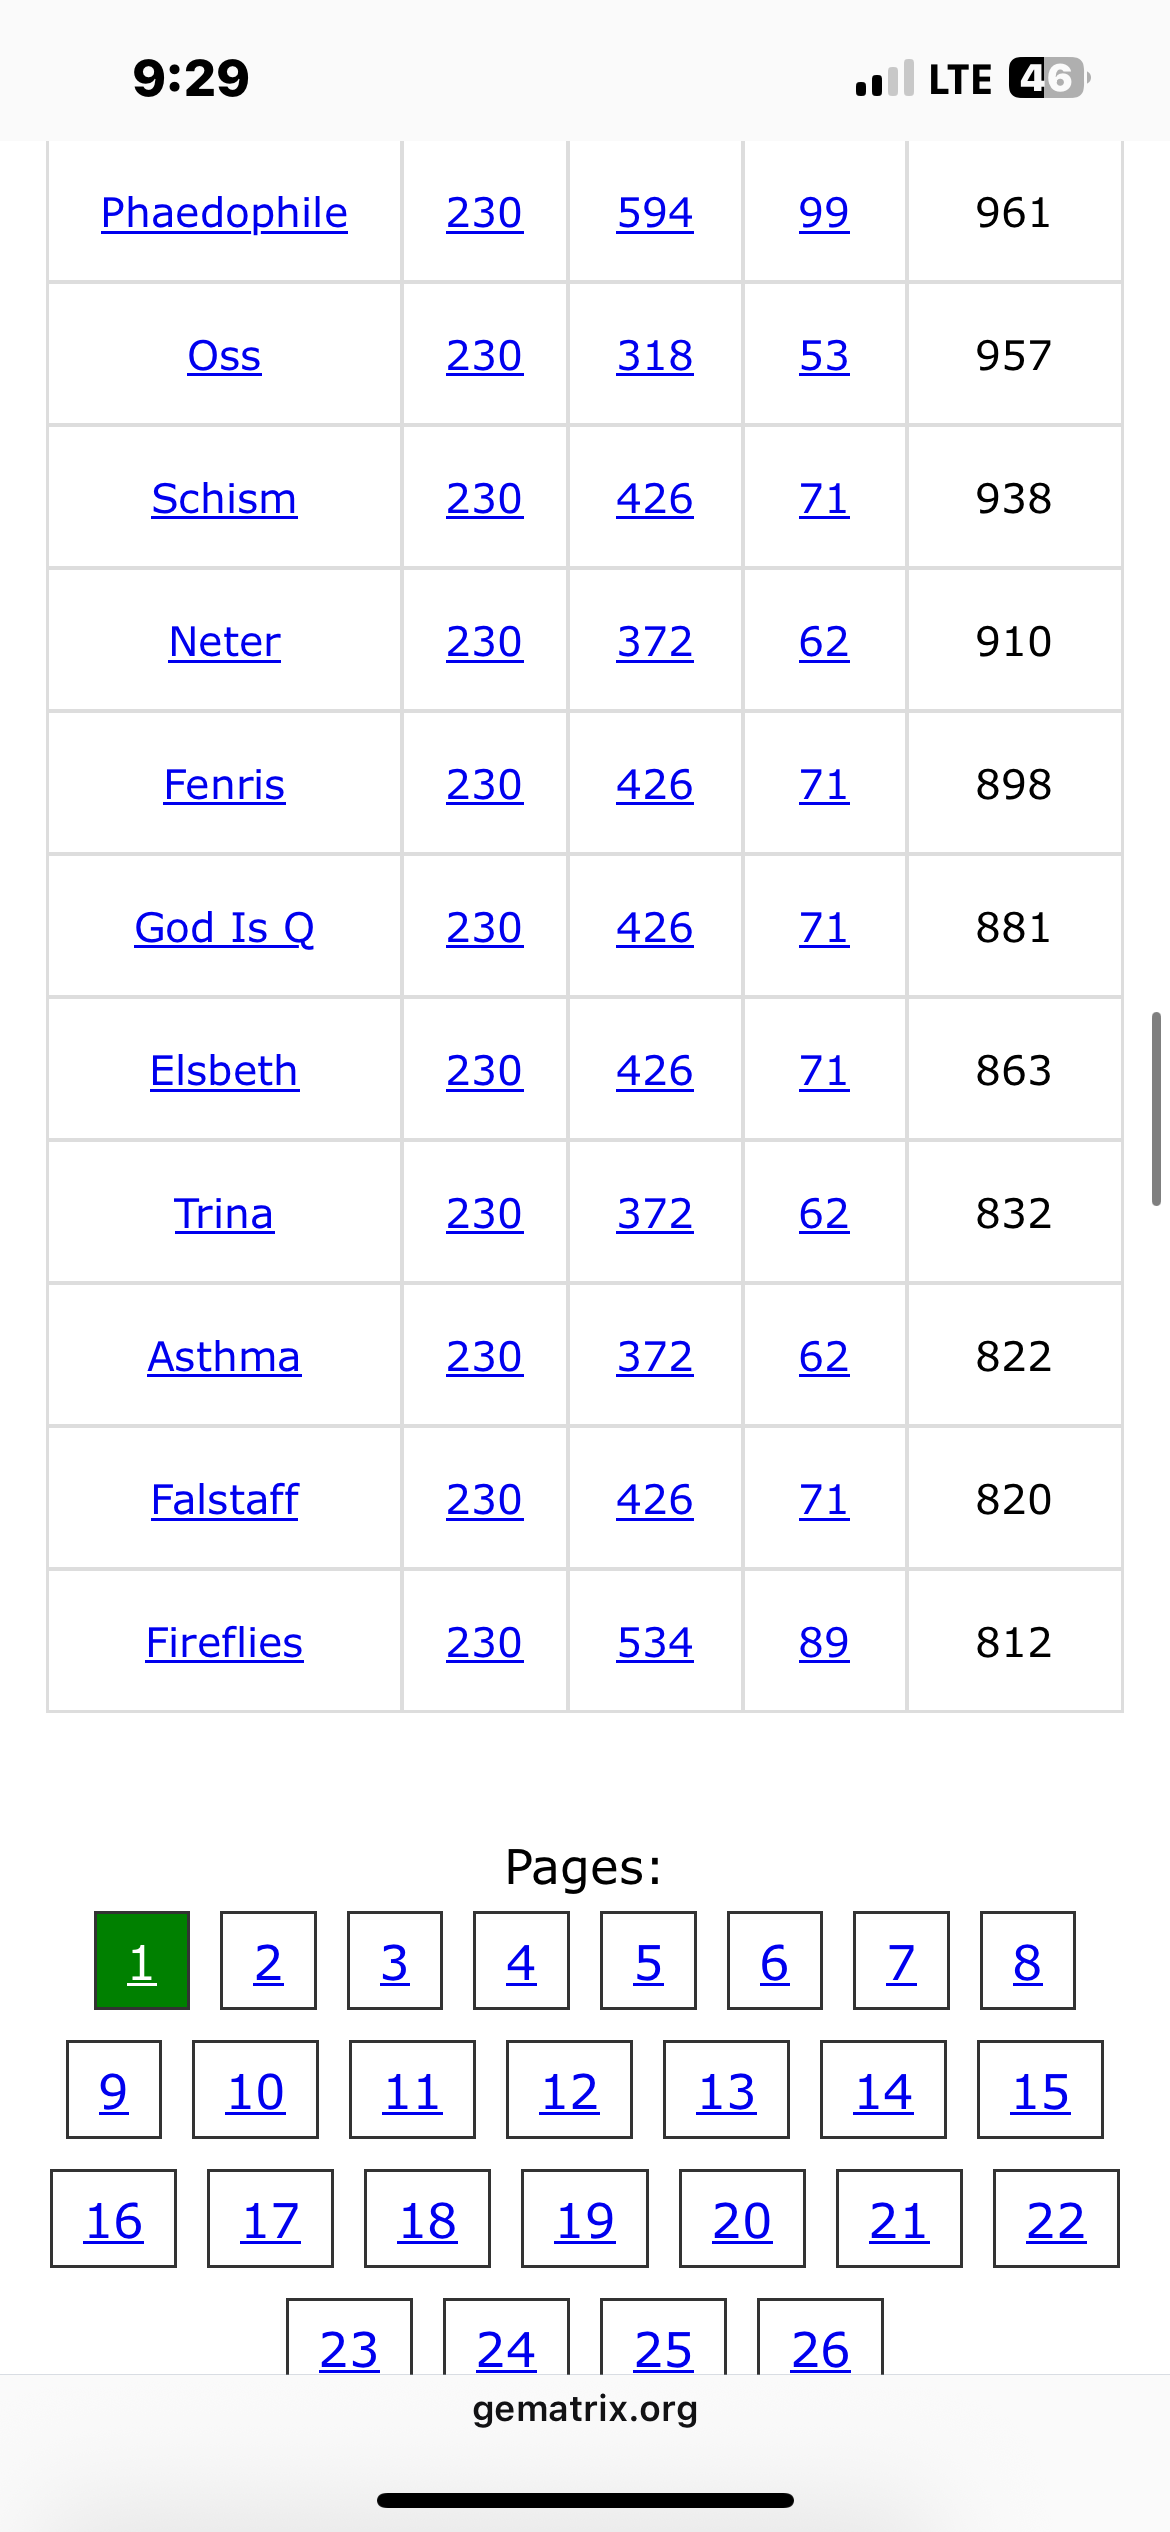 9:29 LTE 46
Phaedophile 230 594 99 961
Oss 230 318 53 957
Schism 230 426 71 938
Neter 230 372 62 910
Fenris 230 426 71 898
God Is Q 230 426 71 881
Elsbeth 230 426 71 863
Trina 230 372 62 832
Asthma 230 372 62 822
Falstaff 230 426 71 820
Fireflies 230 534 89 812
Pages:
1 2 3 4 5 6 7 8
9 10 11 12 13 14 15
16 17 18 19 20 21 22
23 24 25 26
gematrix.org